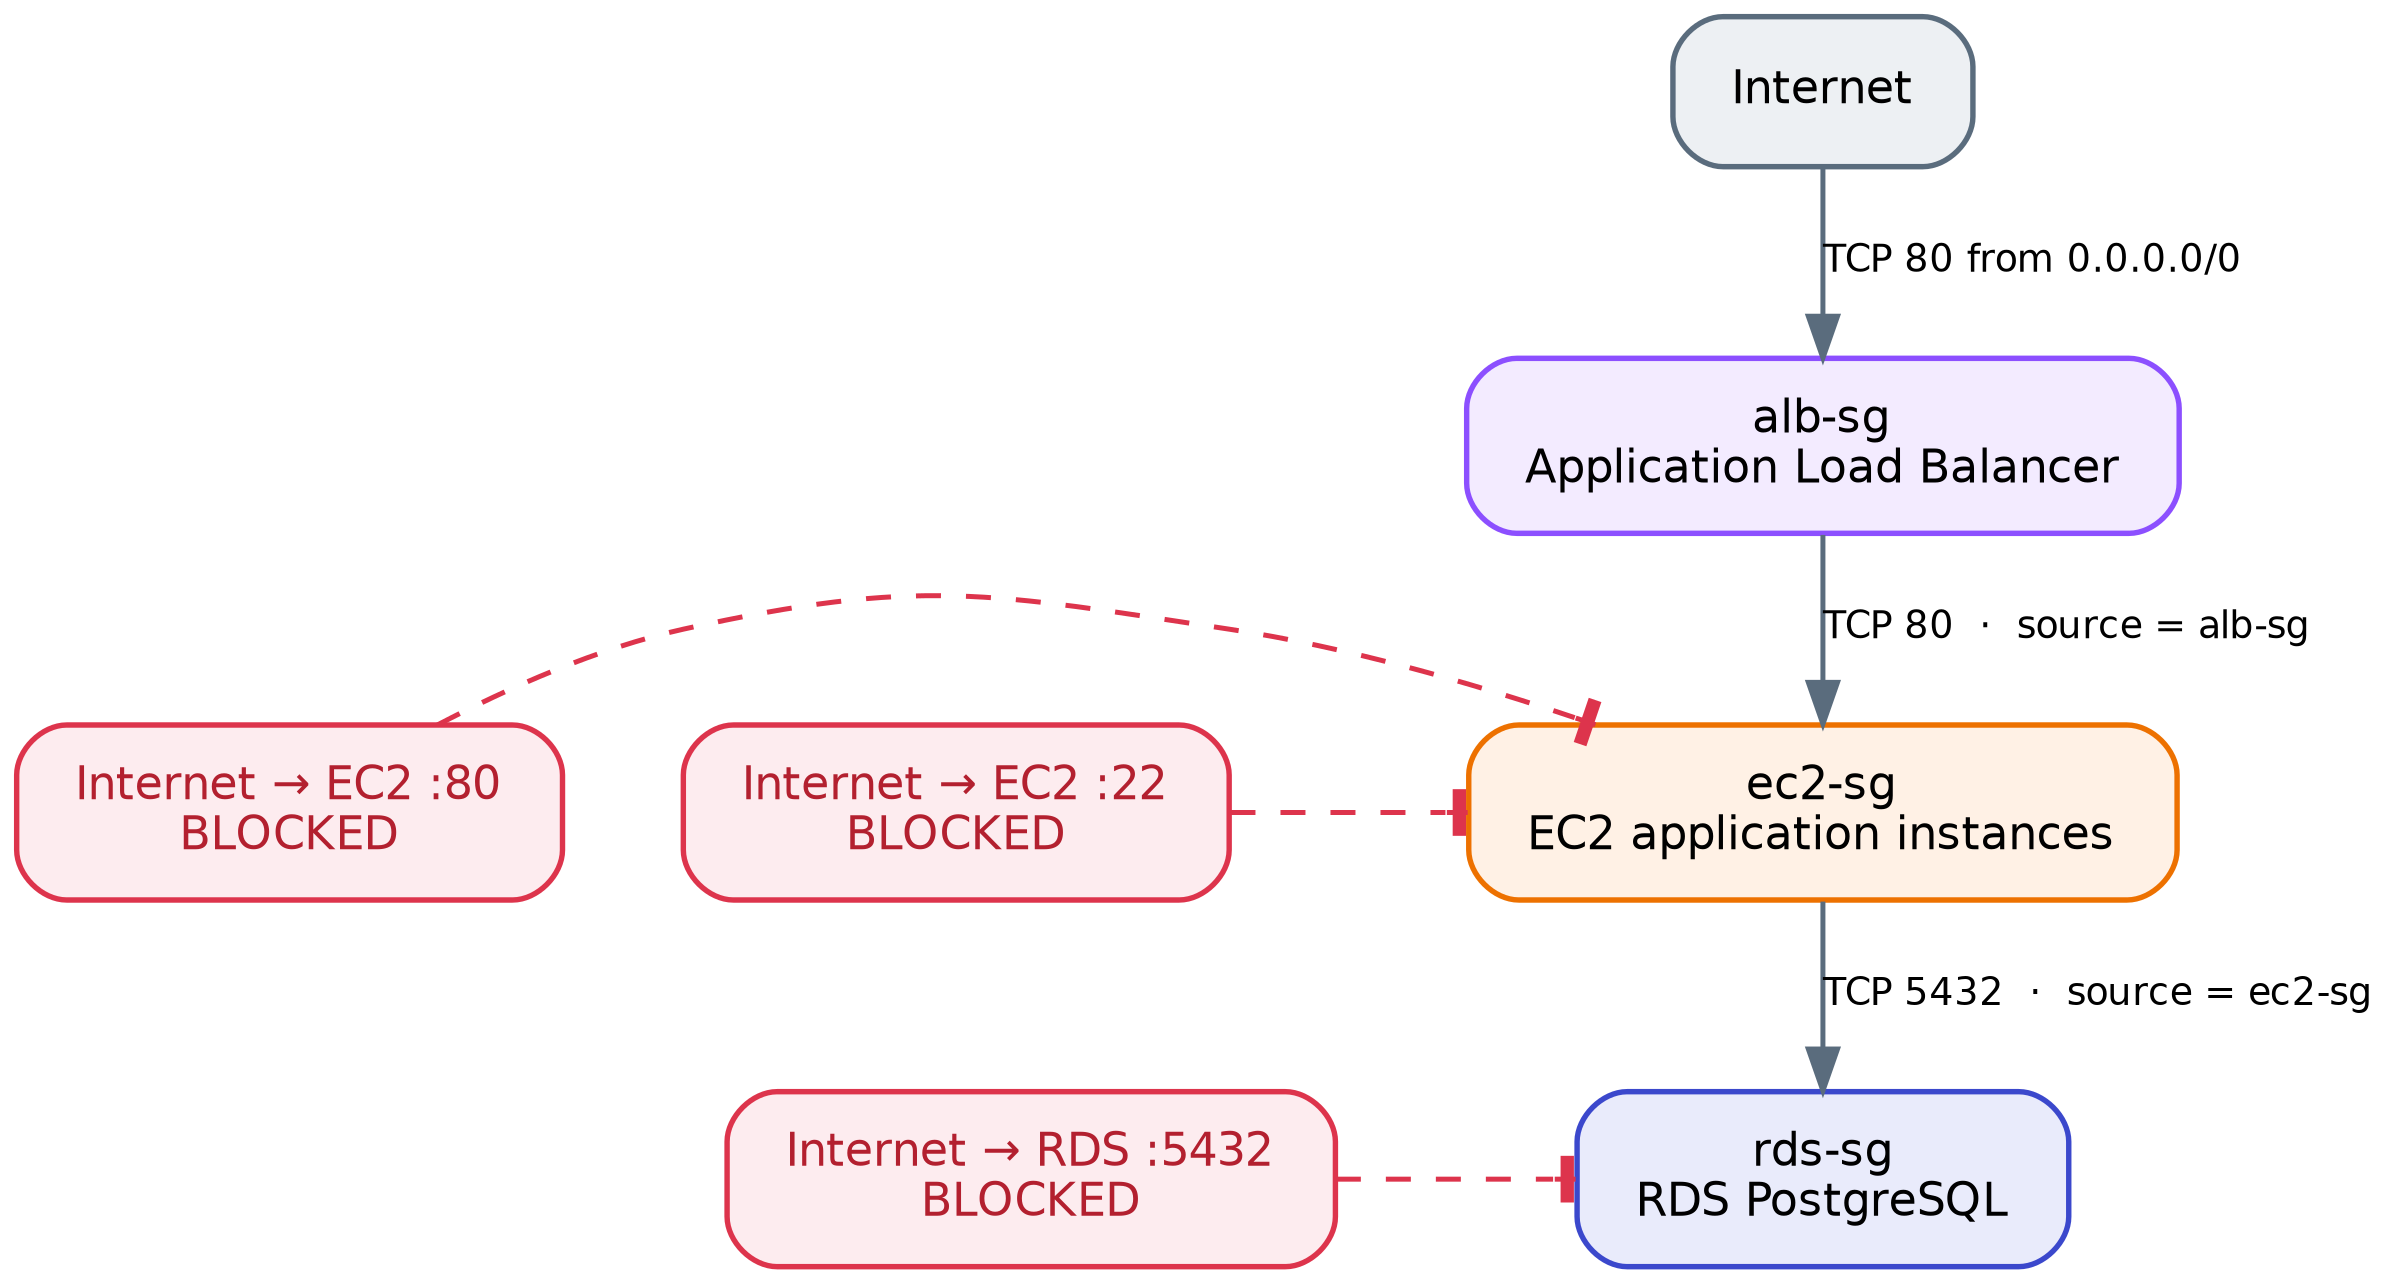 Internet
TCP 80 from 0.0.0.0/0
alb-sg
Application Load Balancer
TCP 80 · source = alb-sg
Internet → EC2 :80
BLOCKED
Internet → EC2 :22
BLOCKED
ec2-sg
EC2 application instances
TCP 5432 · source = ec2-sg
Internet → RDS :5432
BLOCKED
rds-sg
RDS PostgreSQL